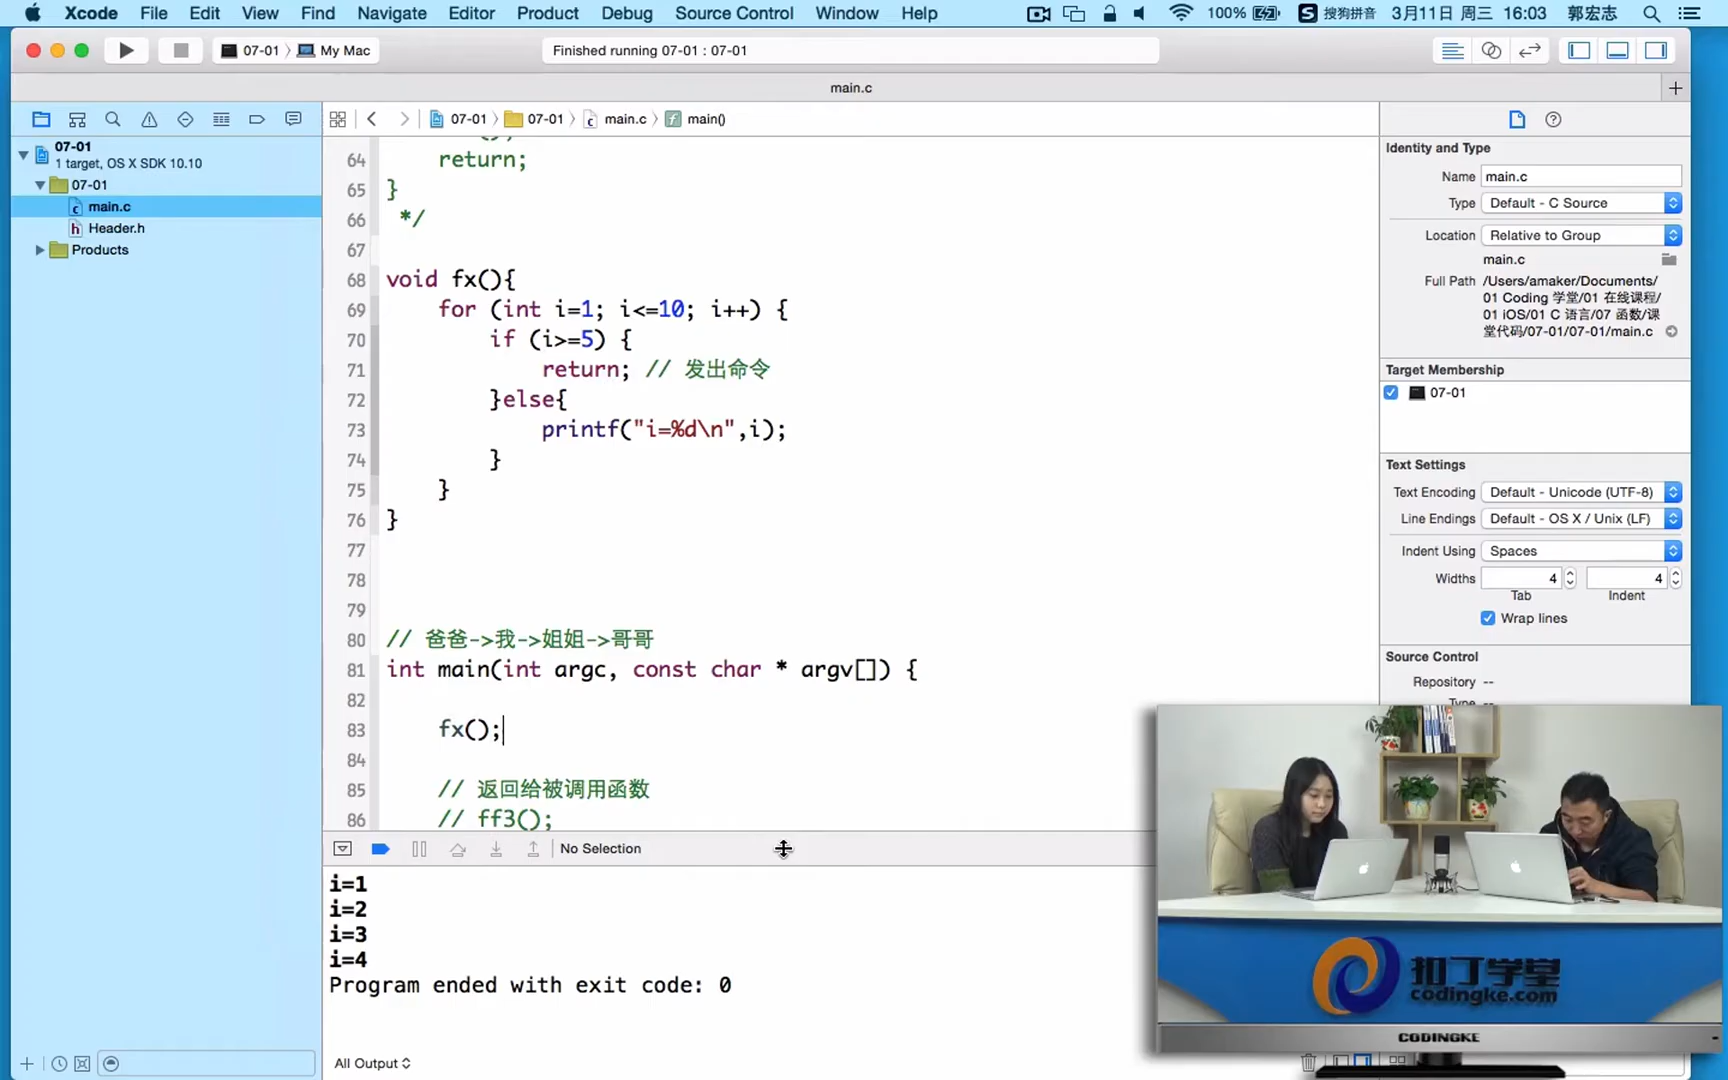 Xcode File Edit View Find Navigate Editor Product Debug Source Control Window Help 100% S 搜狗拼音 3月11日 周三 16:03 郭宏志
07-01 My Mac Finished running 07-01 : 07-01
main.c
07-01 07-01 main.c main()
07-01
1 target, OS X SDK 10.10
07-01
main.c
Header.h
Products
64 return;
65 }
66 */
67
68 void fx(){
69 for (int i=1; i<=10; i++) {
70 if (i>=5) {
71 return; // 发出命令
72 }else{
73 printf("i=%d\n",i);
74 }
75 }
76 }
77
78
79
80 // 爸爸->我->姐姐->哥哥
81 int main(int argc, const char * argv[]) {
82
83 fx();
84
85 // 返回给被调用函数
86 // ff3();
No Selection
i=1
i=2
i=3
i=4
Program ended with exit code: 0
All Output
Identity and Type
Name main.c
Type Default - C Source
Location Relative to Group
main.c
Full Path /Users/amaker/Documents/
01 Coding 学堂/01 在线课程/
01 iOS/01 C 语言/07 函数/课
堂代码/07-01/07-01/main.c
Target Membership
07-01
Text Settings
Text Encoding Default - Unicode (UTF-8)
Line Endings Default - OS X / Unix (LF)
Indent Using Spaces
Widths 4 4
Tab Indent
Wrap lines
Source Control
Repository --
Type --
扣丁学堂
codingke.com
CODINGKE